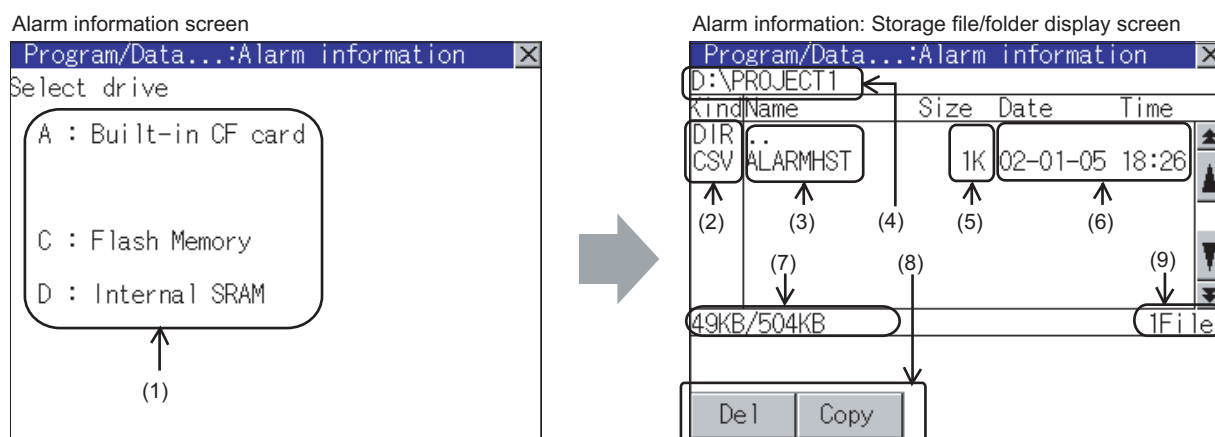 Alarm information screen
Program/Data...:Alarm information
Select drive
A : Built-in CF card
C : Flash Memory
D : Internal SRAM
(1)
Alarm information: Storage file/folder display screen
Program/Data...:Alarm information
D:\PROJECT1
Kind Name Size Date Time
DIR ..
CSV ALARMHST 1K 02-01-05 18:26
(2) (3) (4) (5) (6)
(7) (8) (9)
49KB/504KB 1File
Del Copy